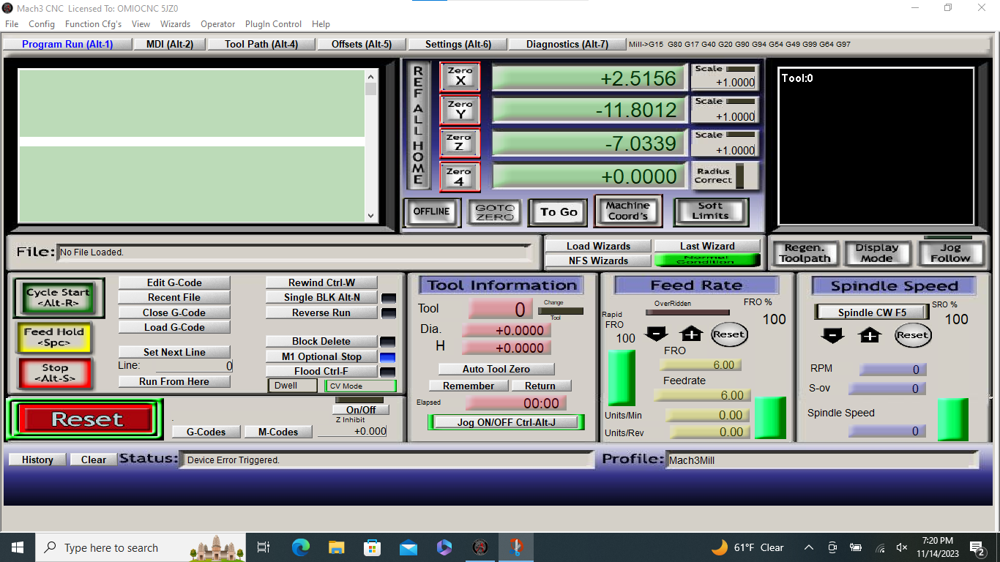 Mach3 CNC Licensed To: OMIOCNC 5JZ0
File Config Function Cfg's View Wizards Operator PlugIn Control Help
Program Run (Alt-1) MDI (Alt-2) Tool Path (Alt-4) Offsets (Alt-5) Settings (Alt-6) Diagnostics (Alt-7) Mill->G15 G80 G17 G40 G20 G90 G94 G54 G49 G99 G64 G97
REF ALL HOME
Zero X +2.5156 Scale +1.0000
Zero Y -11.8012 Scale +1.0000
Zero Z -7.0339 Scale +1.0000
Zero 4 +0.0000 Radius Correct
OFFLINE GOTO ZERO To Go Machine Coord's Soft Limits
Tool:0
File: No File Loaded.
Load Wizards Last Wizard
NFS Wizards Normal Condition
Regen. Toolpath Display Mode Jog Follow
Cycle Start <Alt-R>
Feed Hold <Spc>
Stop <Alt-S>
Edit G-Code
Recent File
Close G-Code
Load G-Code
Set Next Line
Line: 0
Run From Here
Rewind Ctrl-W
Single BLK Alt-N
Reverse Run
Block Delete
M1 Optional Stop
Flood Ctrl-F
Dwell CV Mode
Reset
G-Codes M-Codes
On/Off
Z Inhibit
+0.000
Tool Information
Tool 0 Change Tool
Dia. +0.0000
H +0.0000
Auto Tool Zero
Remember Return
Elapsed 00:00
Jog ON/OFF Ctrl-Alt-J
Feed Rate
OverRidden FRO % 100
Rapid FRO 100
Reset
FRO
6.00
Feedrate
6.00
Units/Min 0.00
Units/Rev 0.00
Spindle Speed
Spindle CW F5 SRO % 100
Reset
RPM 0
S-ov 0
Spindle Speed
0
History Clear Status: Device Error Triggered. Profile: Mach3Mill
Type here to search 61°F Clear 7:20 PM
11/14/2023
2